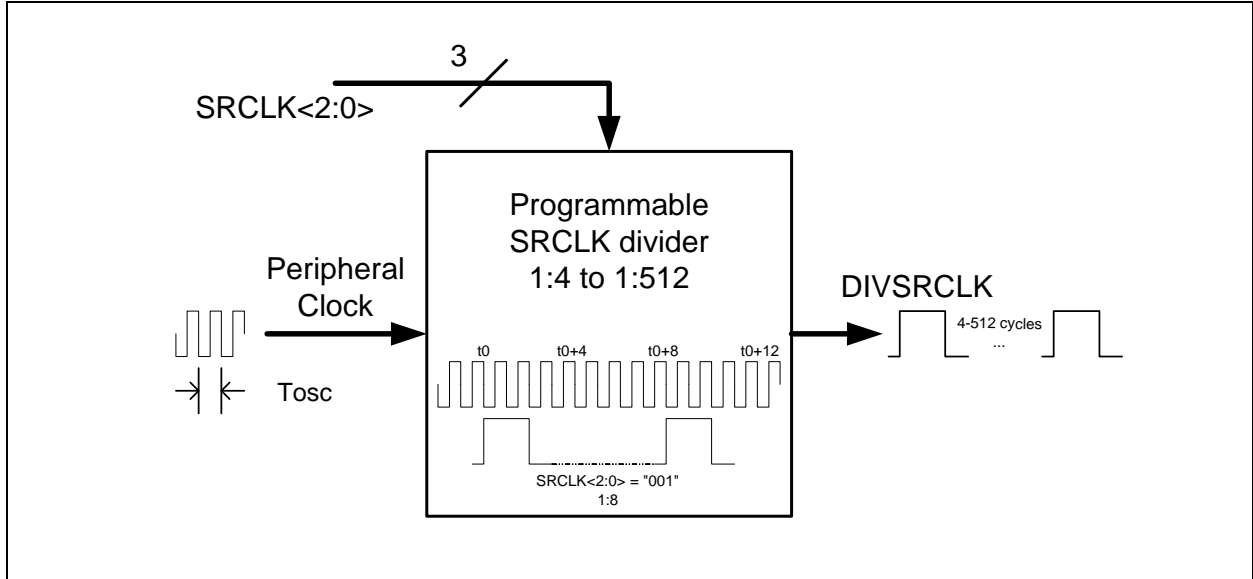 3
SRCLK<2:0>
Programmable
SRCLK divider
1:4 to 1:512
Peripheral
Clock
DIVSRCLK
4-512 cycles
...
t0 t0+4 t0+8 t0+12
Tosc
SRCLK<2:0> = "001"
1:8